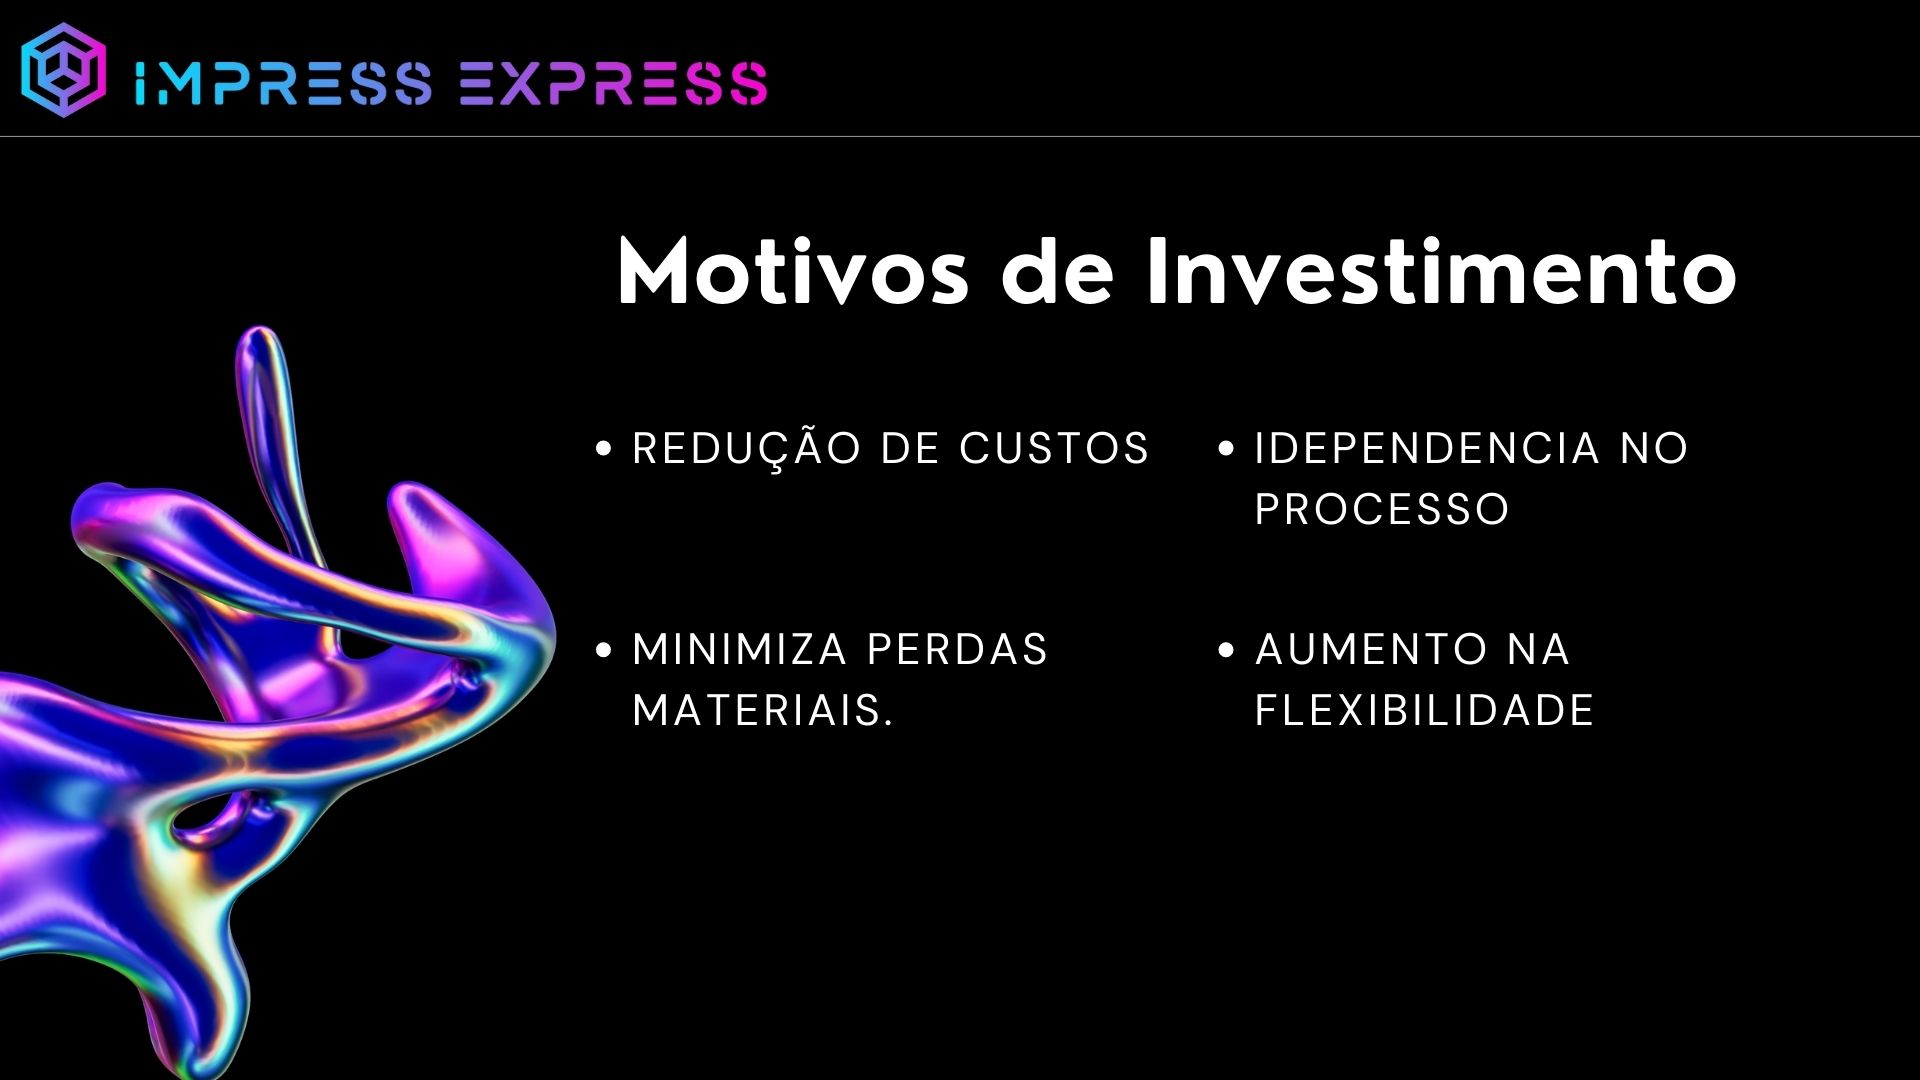 IMPRESS EXPRESS
Motivos de Investimento
• REDUÇÃO DE CUSTOS
• IDEPENDENCIA NO
PROCESSO
• MINIMIZA PERDAS
MATERIAIS.
• AUMENTO NA
FLEXIBILIDADE